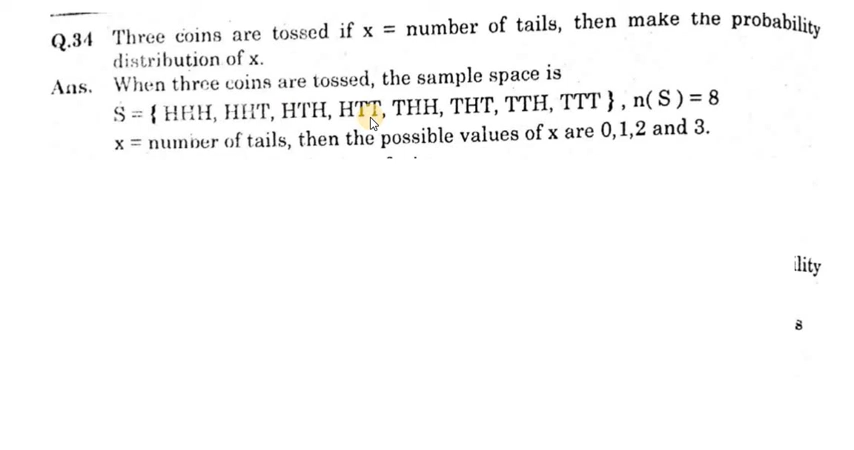 Q.34 Three coins are tossed if x = number of tails, then make the probability
distribution of x.
Ans. When three coins are tossed, the sample space is
S = { HHH, HHT, HTH, HTT, THH, THT, TTH, TTT } , n( S ) = 8
x = number of tails, then the possible values of x are 0,1,2 and 3.
ility
8